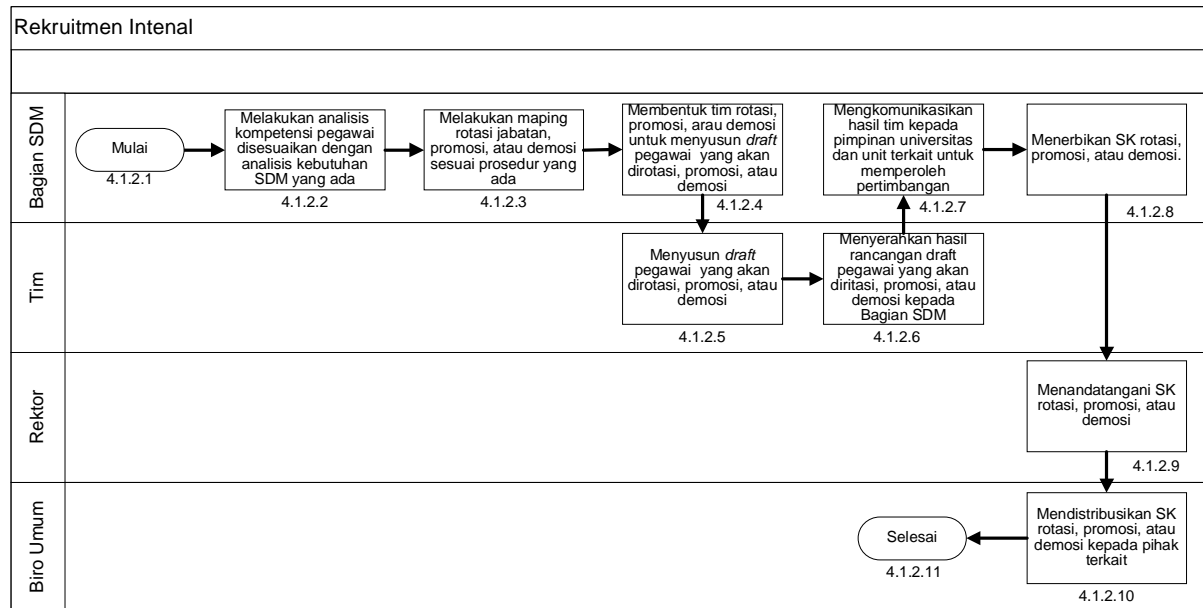 Rekruitmen Intenal
Bagian SDM
Mulai
4.1.2.1
Melakukan analisis
kompetensi pegawai
disesuaikan dengan
analisis kebutuhan
SDM yang ada
4.1.2.2
Melakukan maping
rotasi jabatan,
promosi, atau demosi
sesuai prosedur yang
ada
4.1.2.3
Membentuk tim rotasi,
promosi, arau demosi
untuk menyusun draft
pegawai yang akan
dirotasi, promosi, atau
demosi
4.1.2.4
Mengkomunikasikan
hasil tim kepada
pimpinan universitas
dan unit terkait untuk
memperoleh
pertimbangan
4.1.2.7
Menerbikan SK rotasi,
promosi, atau demosi.
4.1.2.8
Tim
Menyusun draft
pegawai yang akan
dirotasi, promosi, atau
demosi
4.1.2.5
Menyerahkan hasil
rancangan draft
pegawai yang akan
diritasi, promosi, atau
demosi kepada
Bagian SDM
4.1.2.6
Rektor
Menandatangani SK
rotasi, promosi, atau
demosi
4.1.2.9
Biro Umum
Selesai
4.1.2.11
Mendistribusikan SK
rotasi, promosi, atau
demosi kepada pihak
terkait
4.1.2.10